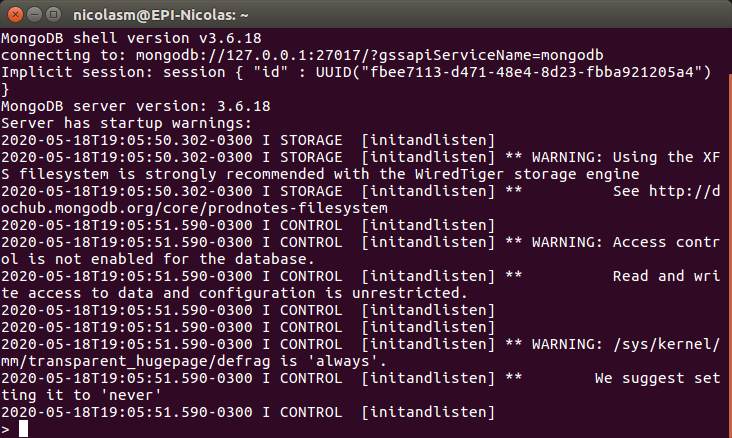 nicolasm@EPI-Nicolas: ~
MongoDB shell version v3.6.18
connecting to: mongodb://127.0.0.1:27017/?gssapiServiceName=mongodb
Implicit session: session { "id" : UUID("fbee7113-d471-48e4-8d23-fbba921205a4")
}
MongoDB server version: 3.6.18
Server has startup warnings:
2020-05-18T19:05:50.302-0300 I STORAGE  [initandlisten]
2020-05-18T19:05:50.302-0300 I STORAGE  [initandlisten] ** WARNING: Using the XF
S filesystem is strongly recommended with the WiredTiger storage engine
2020-05-18T19:05:50.302-0300 I STORAGE  [initandlisten] **          See http://d
ochub.mongodb.org/core/prodnotes-filesystem
2020-05-18T19:05:51.590-0300 I CONTROL  [initandlisten]
2020-05-18T19:05:51.590-0300 I CONTROL  [initandlisten] ** WARNING: Access contr
ol is not enabled for the database.
2020-05-18T19:05:51.590-0300 I CONTROL  [initandlisten] **          Read and wri
te access to data and configuration is unrestricted.
2020-05-18T19:05:51.590-0300 I CONTROL  [initandlisten]
2020-05-18T19:05:51.590-0300 I CONTROL  [initandlisten]
2020-05-18T19:05:51.590-0300 I CONTROL  [initandlisten] ** WARNING: /sys/kernel/
mm/transparent_hugepage/defrag is 'always'.
2020-05-18T19:05:51.590-0300 I CONTROL  [initandlisten] **        We suggest set
ting it to 'never'
2020-05-18T19:05:51.590-0300 I CONTROL  [initandlisten]
>